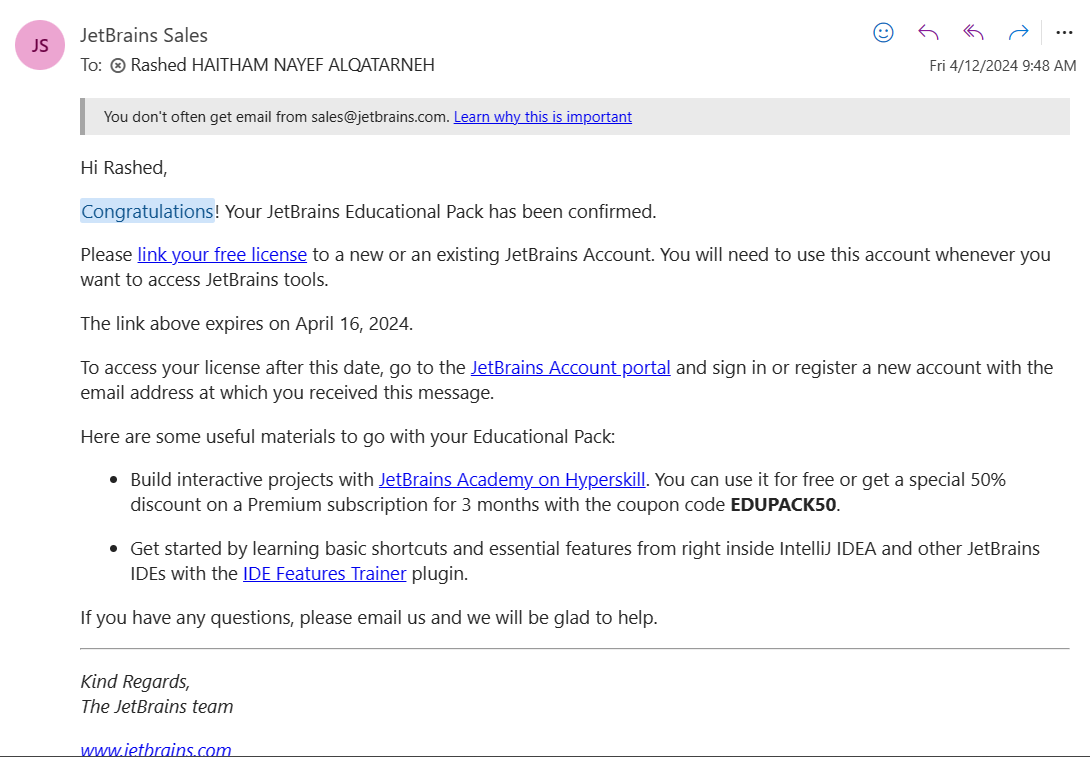 JS
JetBrains Sales
To: Rashed HAITHAM NAYEF ALQATARNEH
Fri 4/12/2024 9:48 AM
You don't often get email from sales@jetbrains.com. Learn why this is important
Hi Rashed,
Congratulations! Your JetBrains Educational Pack has been confirmed.
Please link your free license to a new or an existing JetBrains Account. You will need to use this account whenever you
want to access JetBrains tools.
The link above expires on April 16, 2024.
To access your license after this date, go to the JetBrains Account portal and sign in or register a new account with the
email address at which you received this message.
Here are some useful materials to go with your Educational Pack:
• Build interactive projects with JetBrains Academy on Hyperskill. You can use it for free or get a special 50%
discount on a Premium subscription for 3 months with the coupon code EDUPACK50.
• Get started by learning basic shortcuts and essential features from right inside IntelliJ IDEA and other JetBrains
IDEs with the IDE Features Trainer plugin.
If you have any questions, please email us and we will be glad to help.
Kind Regards,
The JetBrains team
www.jetbrains.com